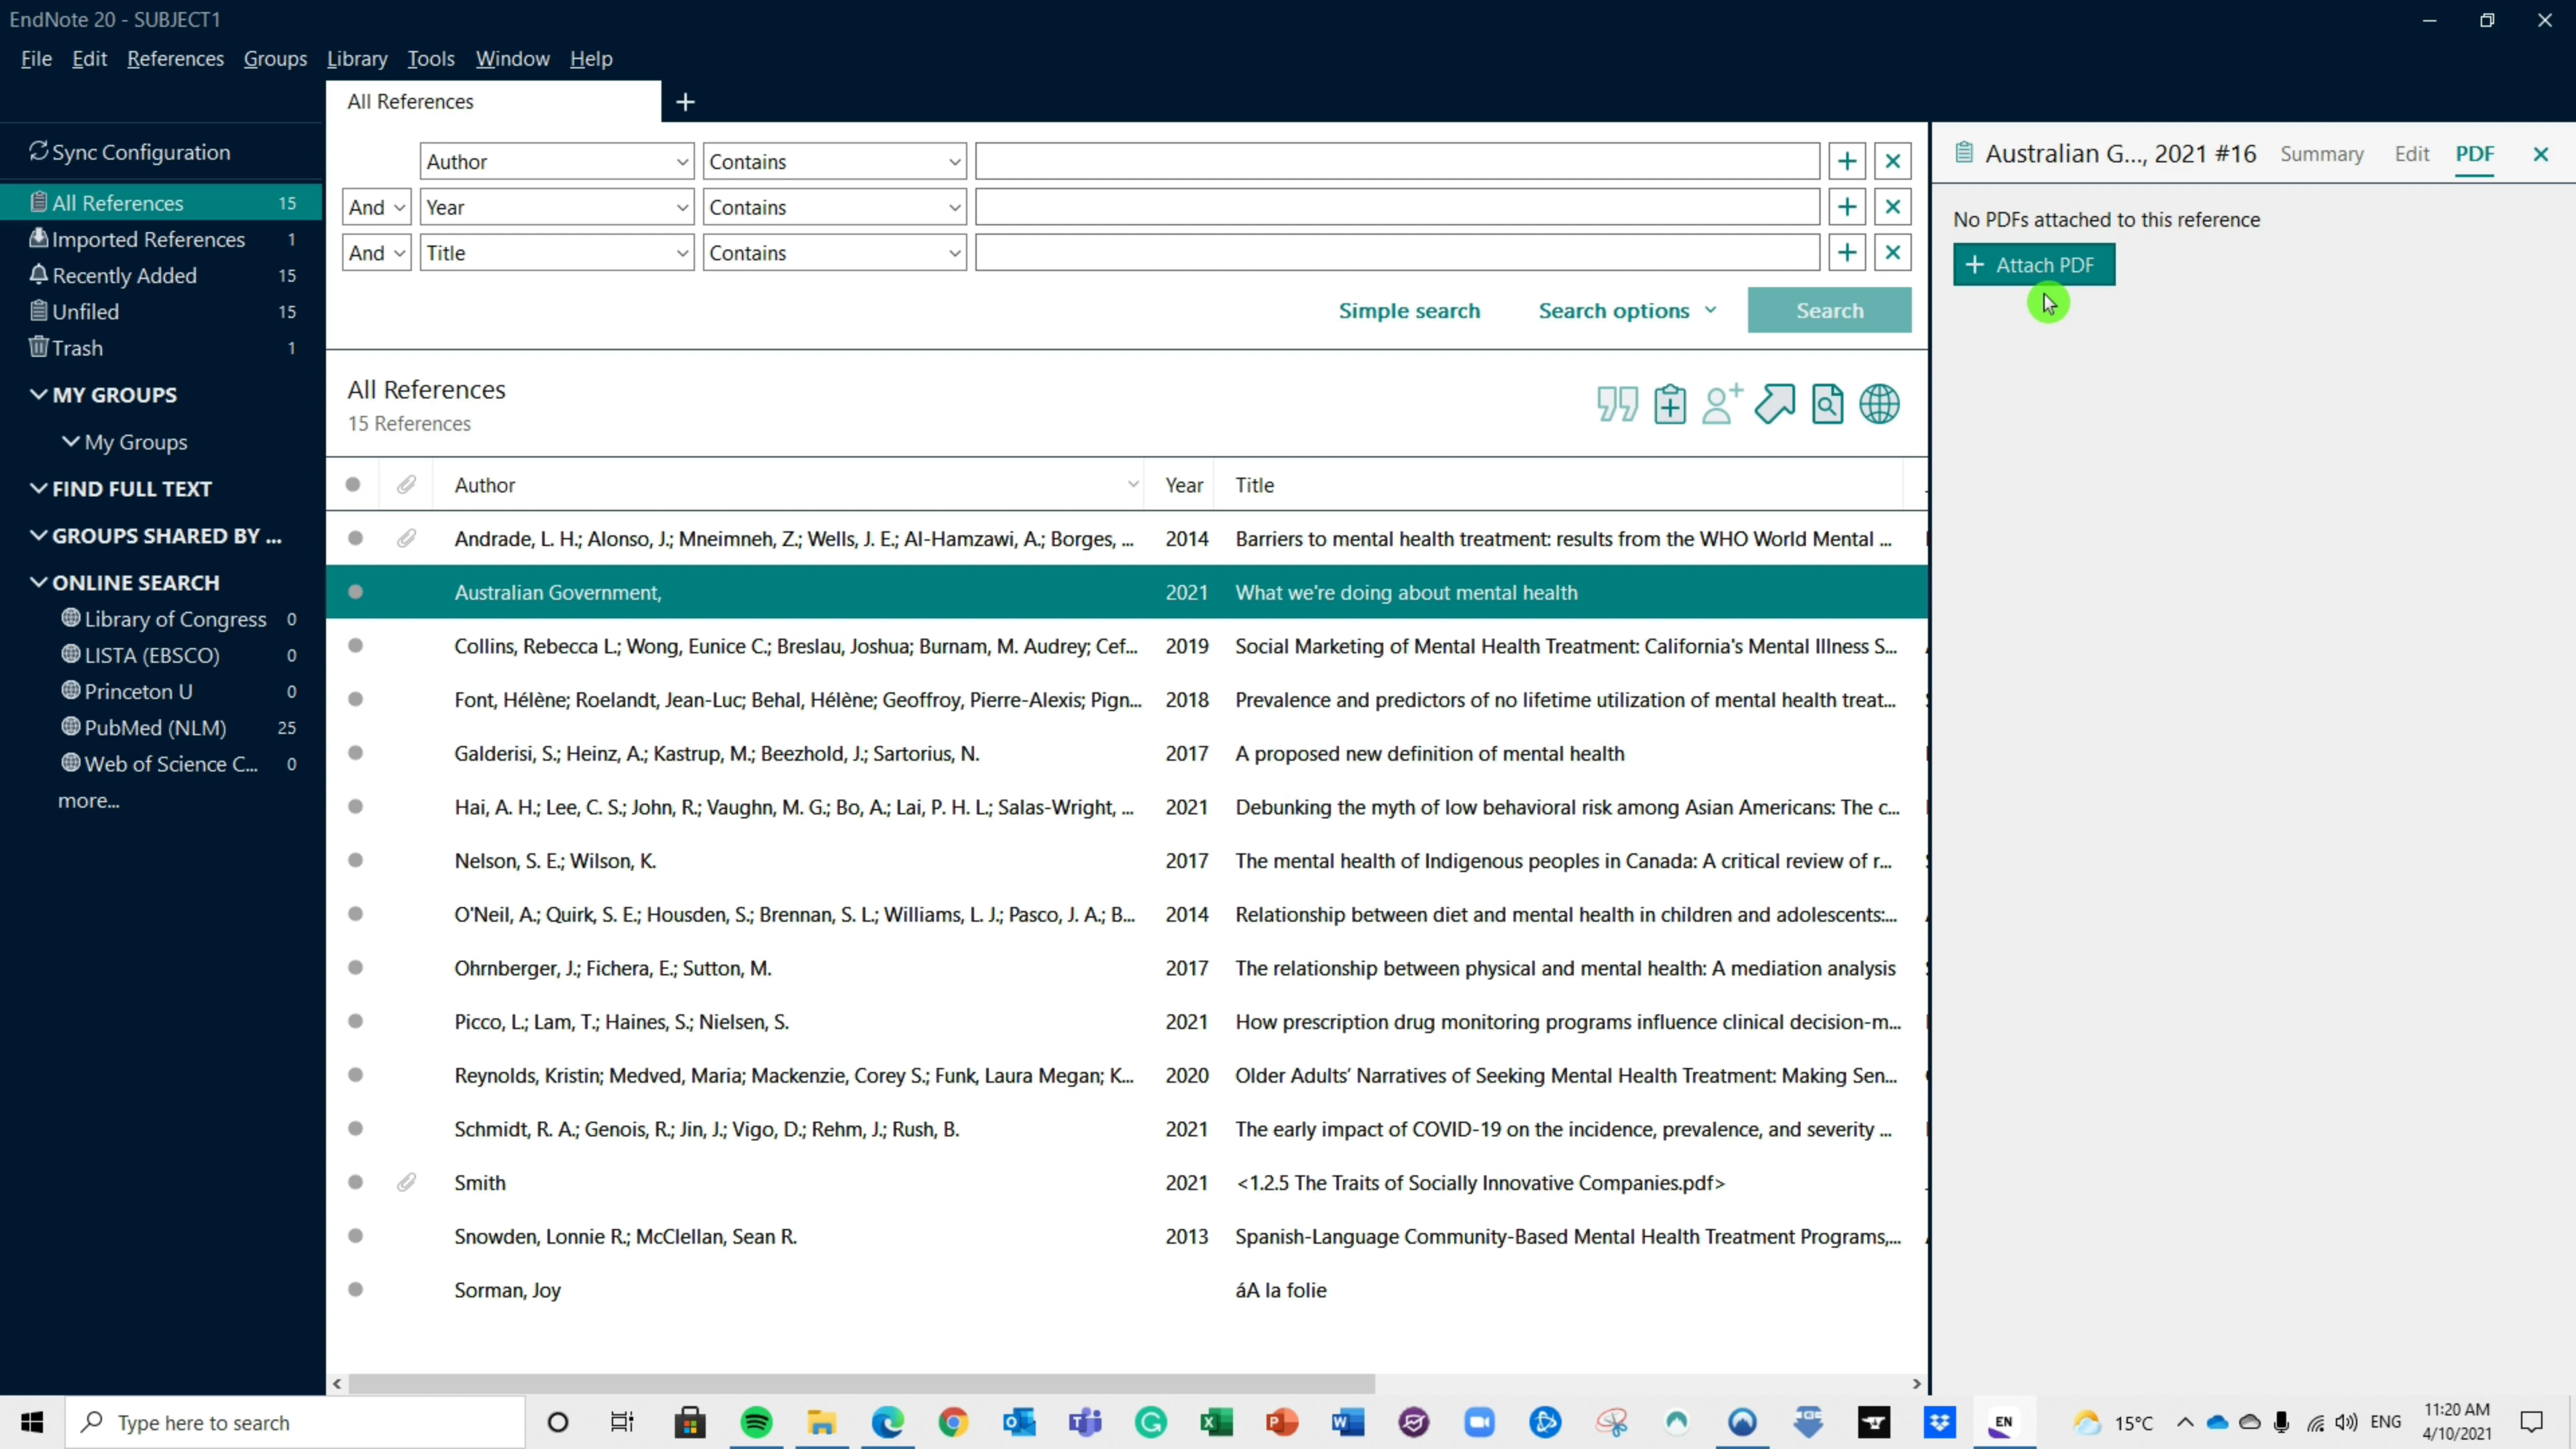 EndNote 20 - SUBJECT1
File Edit References Groups Library Tools Window Help
All References
Sync Configuration
All References 15
Imported References 1
Recently Added 15
Unfiled 15
Trash 1
MY GROUPS
My Groups
FIND FULL TEXT
GROUPS SHARED BY ...
ONLINE SEARCH
Library of Congress 0
LISTA (EBSCO) 0
Princeton U 0
PubMed (NLM) 25
Web of Science C... 0
more...
Author Contains
And Year Contains
And Title Contains
Simple search Search options Search
All References
15 References
Author Year Title
Andrade, L. H.; Alonso, J.; Mneimneh, Z.; Wells, J. E.; Al-Hamzawi, A.; Borges, ... 2014 Barriers to mental health treatment: results from the WHO World Mental ...
Australian Government, 2021 What we're doing about mental health
Collins, Rebecca L.; Wong, Eunice C.; Breslau, Joshua; Burnam, M. Audrey; Cef... 2019 Social Marketing of Mental Health Treatment: California's Mental Illness S...
Font, Hélène; Roelandt, Jean-Luc; Behal, Hélène; Geoffroy, Pierre-Alexis; Pign... 2018 Prevalence and predictors of no lifetime utilization of mental health treat...
Galderisi, S.; Heinz, A.; Kastrup, M.; Beezhold, J.; Sartorius, N. 2017 A proposed new definition of mental health
Hai, A. H.; Lee, C. S.; John, R.; Vaughn, M. G.; Bo, A.; Lai, P. H. L.; Salas-Wright, ... 2021 Debunking the myth of low behavioral risk among Asian Americans: The c...
Nelson, S. E.; Wilson, K. 2017 The mental health of Indigenous peoples in Canada: A critical review of r...
O'Neil, A.; Quirk, S. E.; Housden, S.; Brennan, S. L.; Williams, L. J.; Pasco, J. A.; B... 2014 Relationship between diet and mental health in children and adolescents:...
Ohrnberger, J.; Fichera, E.; Sutton, M. 2017 The relationship between physical and mental health: A mediation analysis
Picco, L.; Lam, T.; Haines, S.; Nielsen, S. 2021 How prescription drug monitoring programs influence clinical decision-m...
Reynolds, Kristin; Medved, Maria; Mackenzie, Corey S.; Funk, Laura Megan; K... 2020 Older Adults' Narratives of Seeking Mental Health Treatment: Making Sen...
Schmidt, R. A.; Genois, R.; Jin, J.; Vigo, D.; Rehm, J.; Rush, B. 2021 The early impact of COVID-19 on the incidence, prevalence, and severity ...
Smith 2021 <1.2.5 The Traits of Socially Innovative Companies.pdf>
Snowden, Lonnie R.; McClellan, Sean R. 2013 Spanish-Language Community-Based Mental Health Treatment Programs,...
Sorman, Joy áA la folie
Australian G..., 2021 #16 Summary Edit PDF
No PDFs attached to this reference
Attach PDF
Type here to search
EN
15°C ENG
11:20 AM
4/10/2021